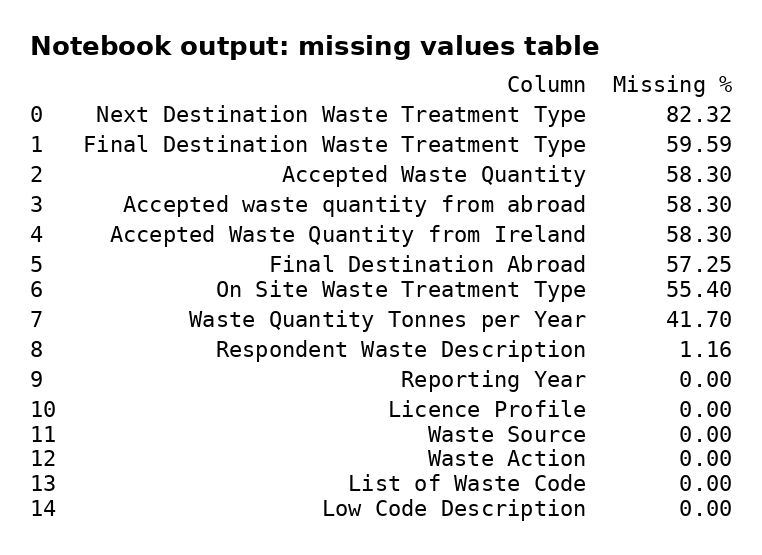 Notebook output: missing values table
Column Missing %
0 Next Destination Waste Treatment Type 82.32
1 Final Destination Waste Treatment Type 59.59
2 Accepted Waste Quantity 58.30
3 Accepted waste quantity from abroad 58.30
4 Accepted Waste Quantity from Ireland 58.30
5 Final Destination Abroad 57.25
6 On Site Waste Treatment Type 55.40
7 Waste Quantity Tonnes per Year 41.70
8 Respondent Waste Description 1.16
9 Reporting Year 0.00
10 Licence Profile 0.00
11 Waste Source 0.00
12 Waste Action 0.00
13 List of Waste Code 0.00
14 Low Code Description 0.00